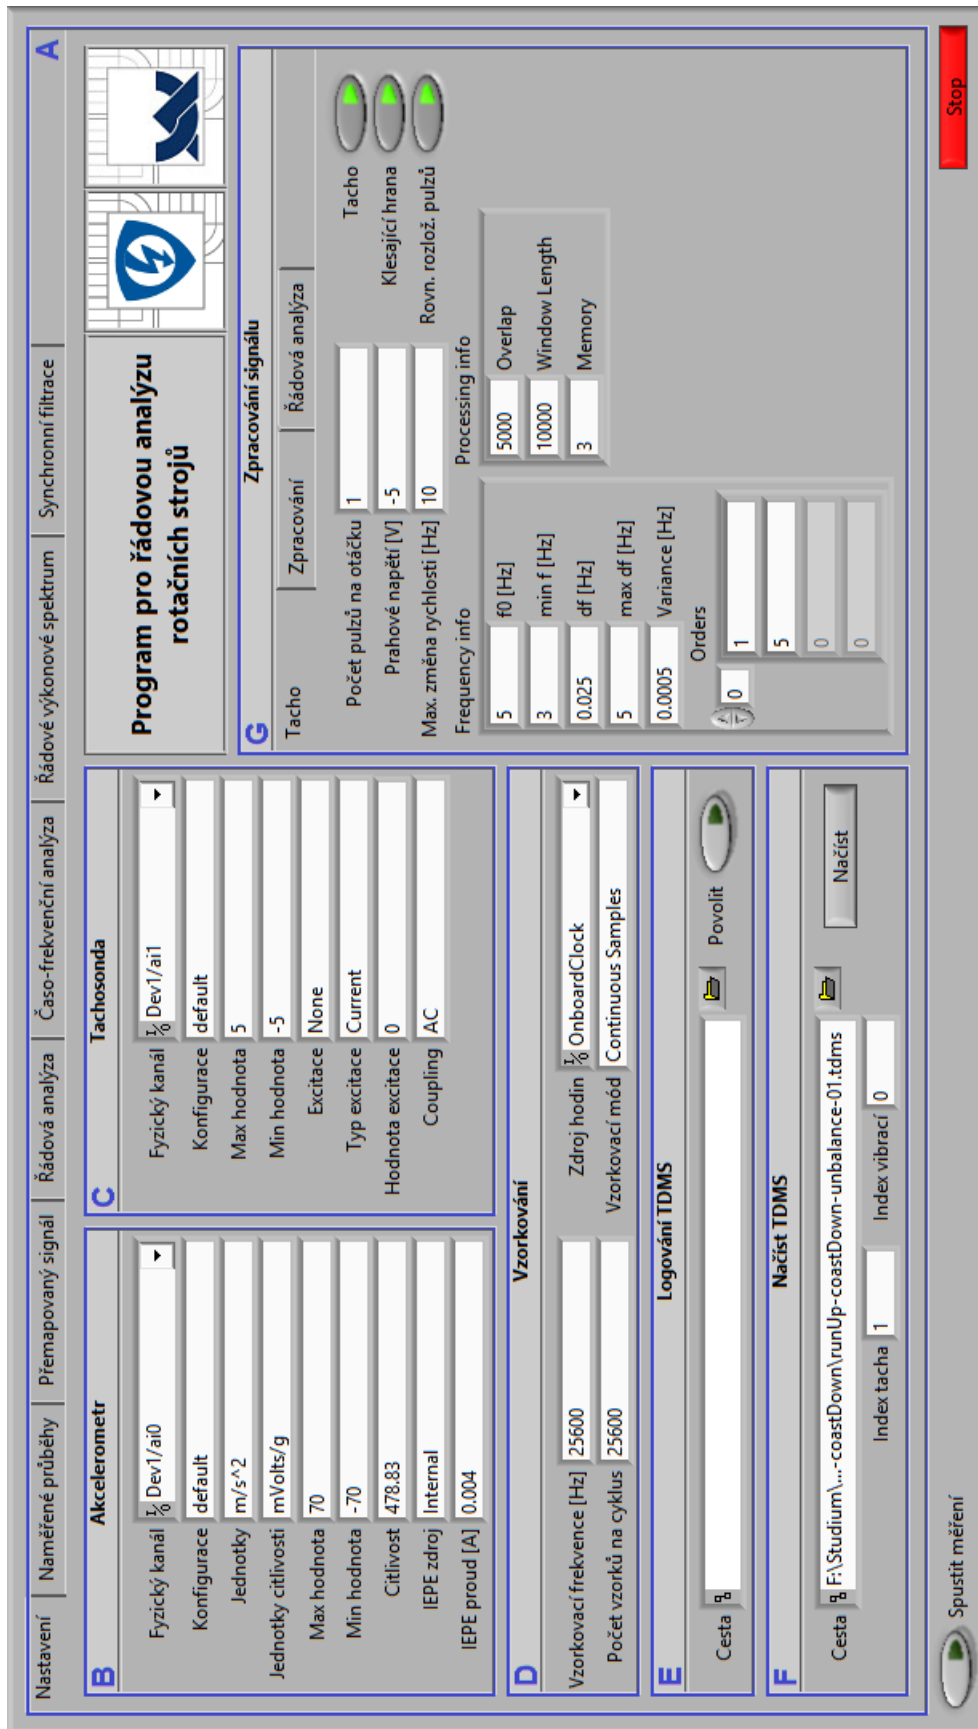 Nastavení Naměřené průběhy Přemapovaný signál Řádová analýza Časo-frekvenční analýza Řádové výkonové spektrum Synchronní filtrace
A
B
Akcelerometr
Fyzický kanál Dev1/ai0
Konfigurace default
Jednotky m/s^2
Jednotky citlivosti mVolts/g
Max hodnota 70
Min hodnota -70
Citlivost 478.83
IEPE zdroj Internal
IEPE proud [A] 0.004
C
Tachosonda
Fyzický kanál Dev1/ai1
Konfigurace default
Max hodnota 5
Min hodnota -5
Excitace None
Typ excitace Current
Hodnota excitace 0
Coupling AC
Program pro řádovou analýzu
rotačních strojů
D
Vzorkování
Vzorkovací frekvence [Hz] 25600 Zdroj hodin OnboardClock
Počet vzorků na cyklus 25600 Vzorkovací mód Continuous Samples
E
Logování TDMS
Cesta Povolit
F
Načíst TDMS
Cesta F:\Studium\...-coastDown\runUp-coastDown-unbalance-01.tdms Načíst
Index tacha 1 Index vibrací 0
G
Zpracování signálu
Tacho Zpracování Řádová analýza
Počet pulzů na otáčku 1 Tacho
Prahové napětí [V] -5 Klesající hrana
Max. změna rychlosti [Hz] 10 Rovn. rozlož. pulzů
Frequency info Processing info
5 f0 [Hz] 5000 Overlap
3 min f [Hz] 10000 Window Length
0.025 df [Hz] 3 Memory
5 max df [Hz]
0.0005 Variance [Hz]
Orders
0 1
5
0
0
Spustit měření Stop